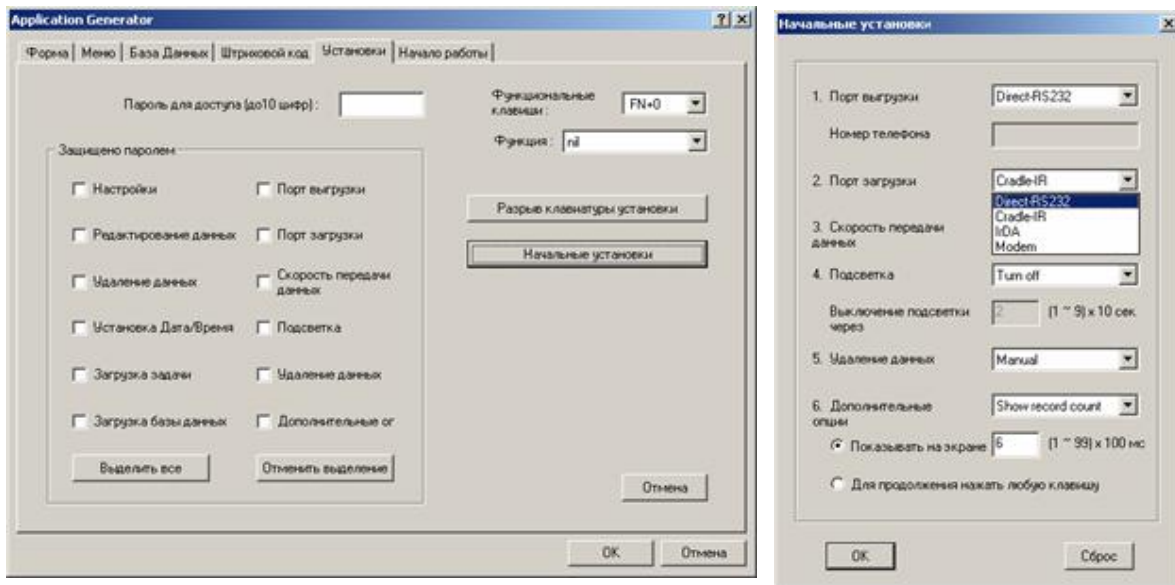 Application Generator
Форма Меню База Данных Штриховой код Установки Начало работы
Пароль для доступа (до10 цифр) :
Функциональные
клавиши :
FN+0
Функция : nil
Защищено паролем
Настройки Порт выгрузки
Редактирование данных Порт загрузки
Удаление данных Скорость передачи
данных
Установка Дата/Время Подсветка
Загрузка задачи Удаление данных
Загрузка базы данных Дополнительные ог
Выделить все Отменить выделение
Разрыв клавиатуры установки
Начальные установки
Отмена
OK Отмена
Начальные установки
1. Порт выгрузки Direct-RS232
Номер телефона
2. Порт загрузки Cradle-IR
Direct-RS232
Cradle-IR
IrDA
Modem
3. Скорость передачи
данных
4. Подсветка Turn off
Выключение подсветки
через
2 (1 ~ 9) x 10 сек.
5. Удаление данных Manual
6. Дополнительные
опции
Show record count
Показывать на экране 6 (1 ~ 99) x 100 мс
Для продолжения нажать любую клавишу
OK Сброс